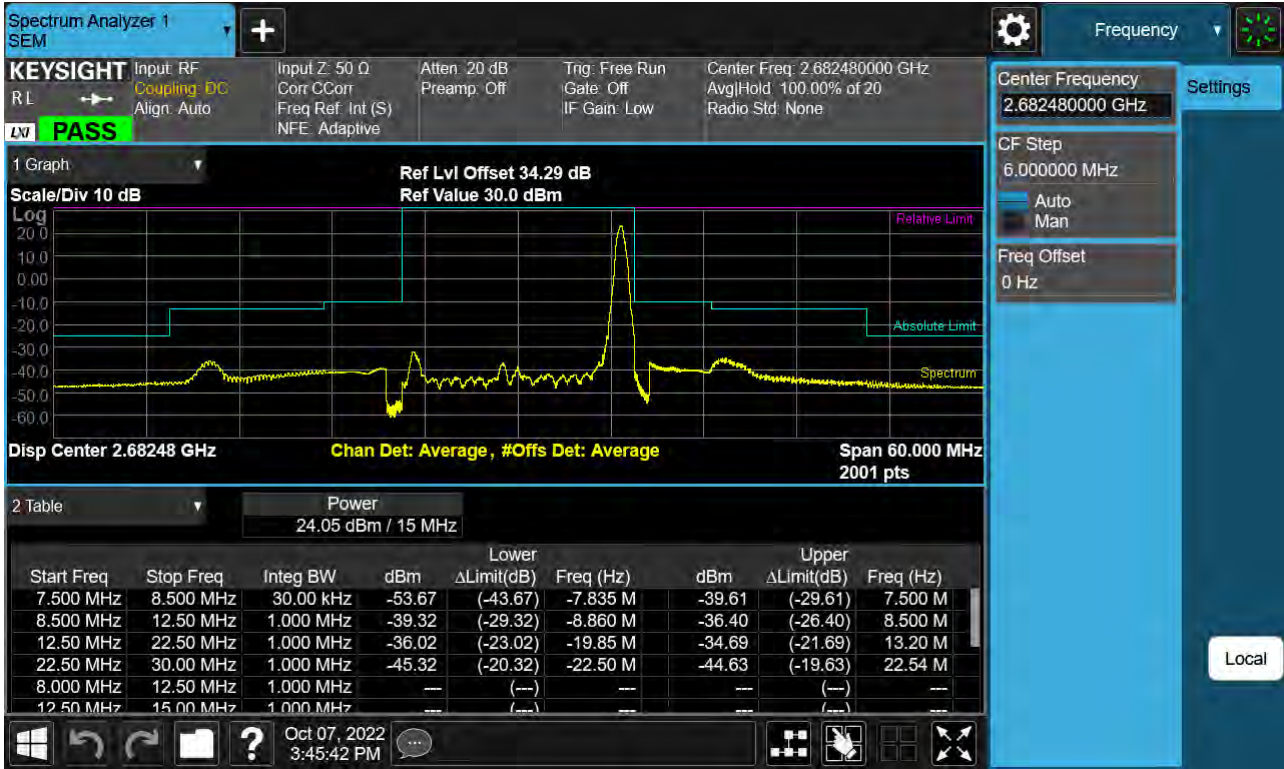 Spectrum Analyzer 1
SEM
Frequency
KEYSIGHT
R L
LXI PASS
Input: RF
Coupling: DC
Align: Auto
Input Z: 50 Ω
Corr CCorr
Freq Ref: Int (S)
NFE: Adaptive
Atten: 20 dB
Preamp: Off
Trig: Free Run
Gate: Off
IF Gain: Low
Center Freq: 2.682480000 GHz
Avg|Hold: 100.00% of 20
Radio Std: None
Center Frequency
2.682480000 GHz
Settings
CF Step
6.000000 MHz
Auto
Man
Freq Offset
0 Hz
1 Graph
Scale/Div 10 dB
Ref Lvl Offset 34.29 dB
Ref Value 30.0 dBm
Log
20.0
10.0
0.00
-10.0
-20.0
-30.0
-40.0
-50.0
-60.0
Relative Limit
Absolute Limit
Spectrum
Disp Center 2.68248 GHz
Chan Det: Average, #Offs Det: Average
Span 60.000 MHz
2001 pts
2 Table
Power
24.05 dBm / 15 MHz
Lower Upper
Start Freq Stop Freq Integ BW dBm ΔLimit(dB) Freq (Hz) dBm ΔLimit(dB) Freq (Hz)
7.500 MHz 8.500 MHz 30.00 kHz -53.67 (-43.67) -7.835 M -39.61 (-29.61) 7.500 M
8.500 MHz 12.50 MHz 1.000 MHz -39.32 (-29.32) -8.860 M -36.40 (-26.40) 8.500 M
12.50 MHz 22.50 MHz 1.000 MHz -36.02 (-23.02) -19.85 M -34.69 (-21.69) 13.20 M
22.50 MHz 30.00 MHz 1.000 MHz -45.32 (-20.32) -22.50 M -44.63 (-19.63) 22.54 M
8.000 MHz 12.50 MHz 1.000 MHz --- (---) --- --- (---) ---
12.50 MHz 15.00 MHz 1.000 MHz --- (---) --- --- (---) ---
Local
?
Oct 07, 2022
3:45:42 PM